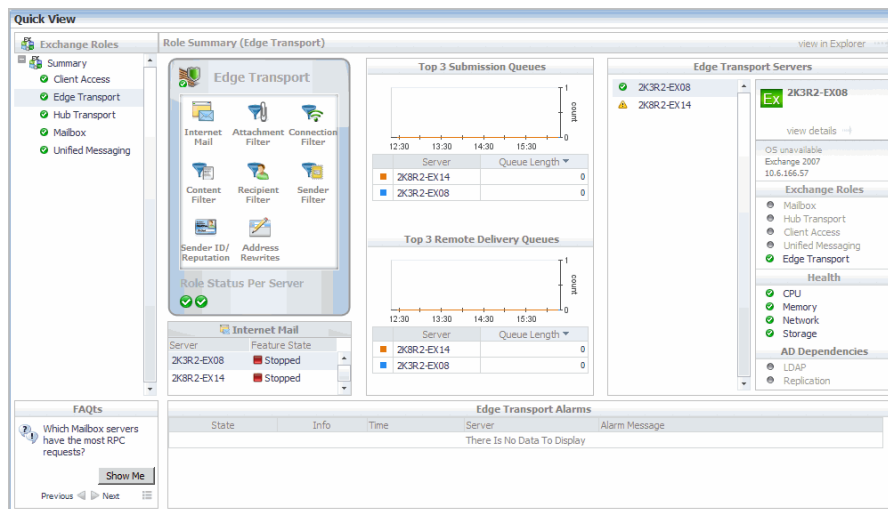 Quick View
Exchange Roles
Summary
Client Access
Edge Transport
Hub Transport
Mailbox
Unified Messaging
Role Summary (Edge Transport)
view in Explorer
Edge Transport
Internet Mail
Attachment Filter
Connection Filter
Content Filter
Recipient Filter
Sender Filter
Sender ID/ Reputation
Address Rewrites
Role Status Per Server
Internet Mail
Server Feature State
2K3R2-EX08 Stopped
2K8R2-EX14 Stopped
Top 3 Submission Queues
1
count
0
12:30 13:30 14:30 15:30
Server Queue Length
2K8R2-EX14 0
2K3R2-EX08 0
Top 3 Remote Delivery Queues
1
count
0
12:30 13:30 14:30 15:30
Server Queue Length
2K8R2-EX14 0
2K3R2-EX08 0
Edge Transport Servers
2K3R2-EX08
2K8R2-EX14
Ex 2K3R2-EX08
view details
OS unavailable
Exchange 2007
10.6.166.57
Exchange Roles
Mailbox
Hub Transport
Client Access
Unified Messaging
Edge Transport
Health
CPU
Memory
Network
Storage
AD Dependencies
LDAP
Replication
FAQts
Which Mailbox servers
have the most RPC
requests?
Show Me
Previous Next
Edge Transport Alarms
State Info Time Server Alarm Message
There Is No Data To Display